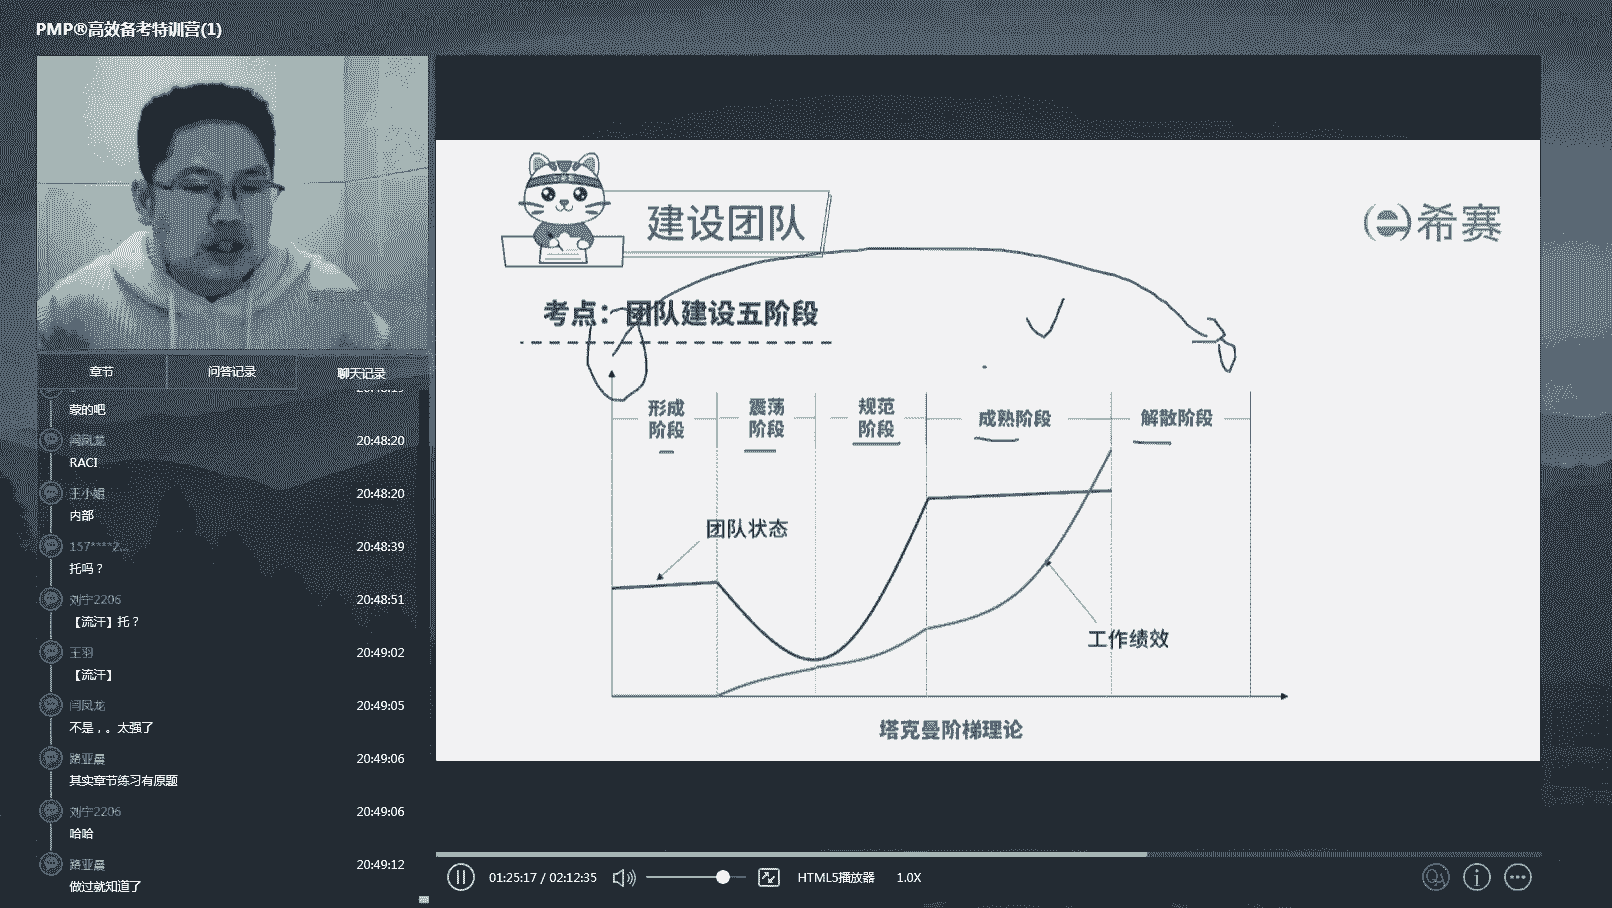 PMP®高效备考特训营(1)
章节
问答记录
聊天记录
蒙的吧
闫凤龙
20:48:20
RACI
王小娟
20:48:20
内部
157****2...
20:48:39
托吗？
刘宁2206
20:48:51
【流汗】托？
王羽
20:49:02
【流汗】
闫凤龙
20:49:05
不是，。太强了
路亚晨
20:49:06
其实章节练习有原题
刘宁2206
20:49:06
哈哈
路亚晨
20:49:12
做过就知道了
建设团队
希赛
考点：团队建设五阶段
形成
阶段
震荡
阶段
规范
阶段
成熟阶段
解散阶段
团队状态
工作绩效
塔克曼阶梯理论
01:25:17 / 02:12:35
HTML5播放器
1.0X